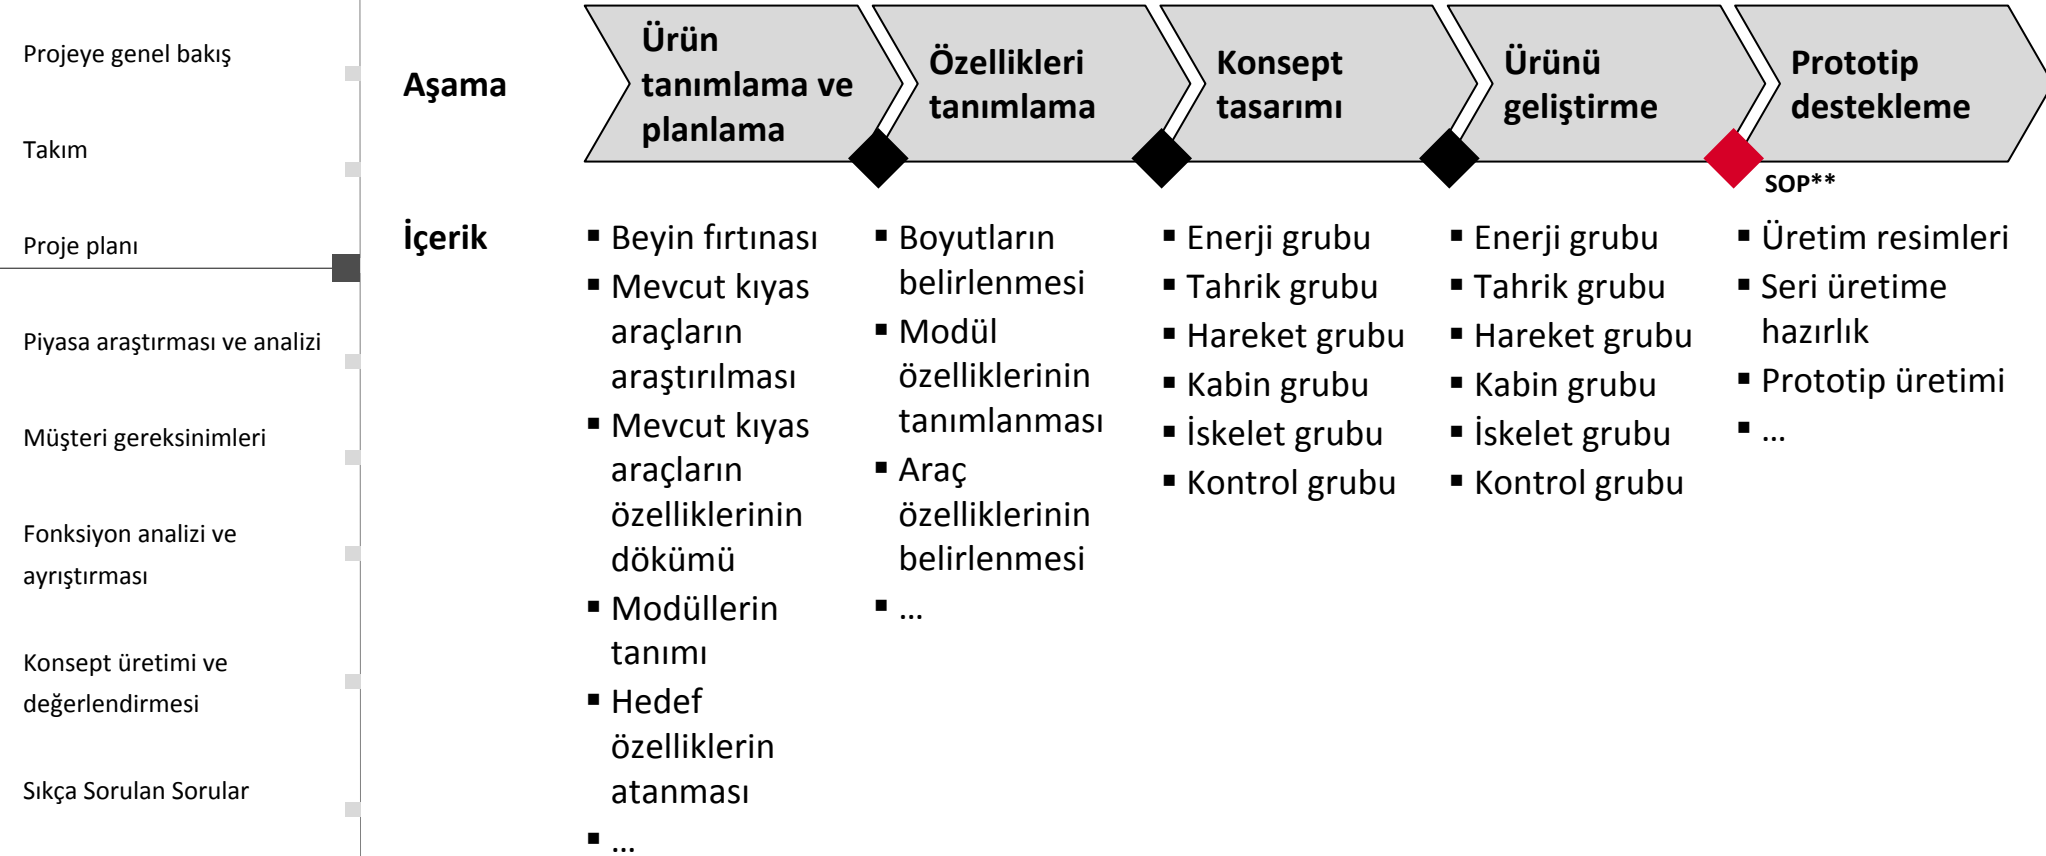 Projeye genel bakış
Takım
Proje planı
Piyasa araştırması ve analizi
Müşteri gereksinimleri
Fonksiyon analizi ve
ayrıştırması
Konsept üretimi ve
değerlendirmesi
Sıkça Sorulan Sorular
Aşama
Ürün
tanımlama ve
planlama
Özellikleri
tanımlama
Konsept
tasarımı
Ürünü
geliştirme
Prototip
destekleme
SOP**
İçerik
▪ Beyin fırtınası
▪ Mevcut kıyas
araçların
araştırılması
▪ Mevcut kıyas
araçların
özelliklerinin
dökümü
▪ Modüllerin
tanımı
▪ Hedef
özelliklerin
atanması
▪ ...
▪ Boyutların
belirlenmesi
▪ Modül
özelliklerinin
tanımlanması
▪ Araç
özelliklerinin
belirlenmesi
▪ ...
▪ Enerji grubu
▪ Tahrik grubu
▪ Hareket grubu
▪ Kabin grubu
▪ İskelet grubu
▪ Kontrol grubu
▪ Enerji grubu
▪ Tahrik grubu
▪ Hareket grubu
▪ Kabin grubu
▪ İskelet grubu
▪ Kontrol grubu
▪ Üretim resimleri
▪ Seri üretime
hazırlık
▪ Prototip üretimi
▪ ...